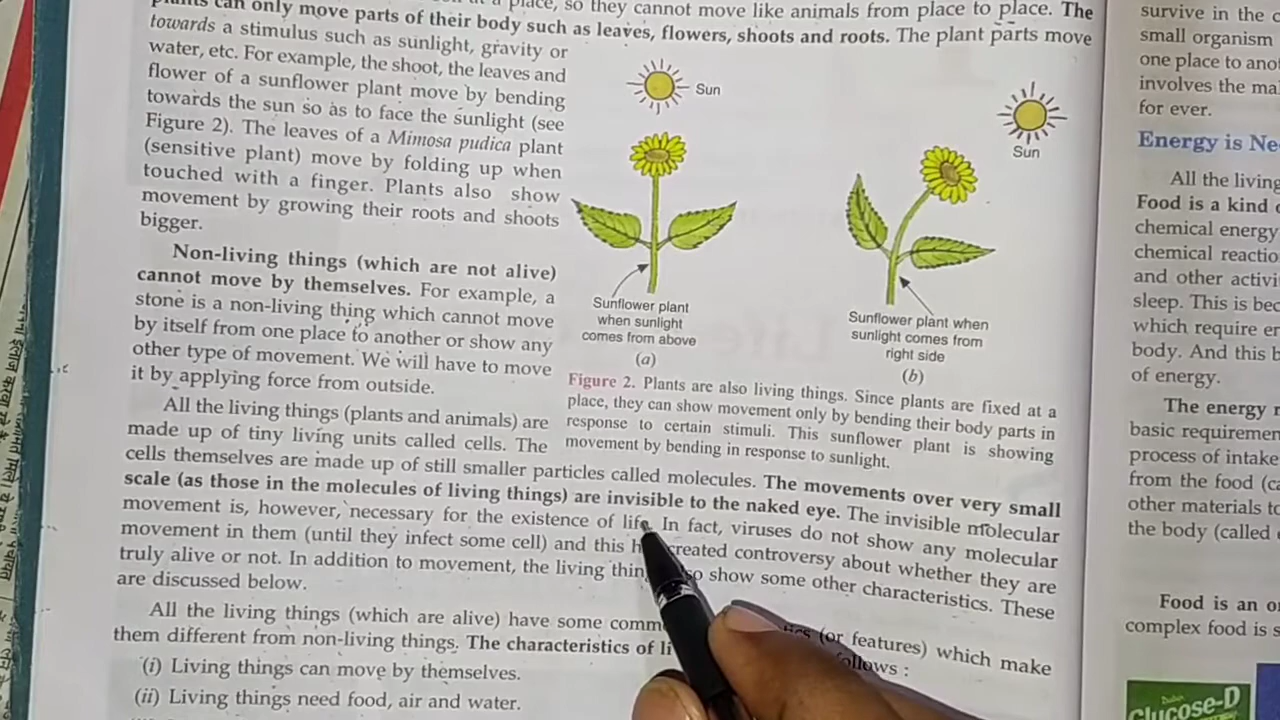 plants can only move parts of their body such as leaves, flowers, shoots and roots. The plant parts move
place, so they cannot move like animals from place to place. The
towards a stimulus such as sunlight, gravity or
water, etc. For example, the shoot, the leaves and
flower of a sunflower plant move by bending
towards the sun so as to face the sunlight (see
Figure 2). The leaves of a Mimosa pudica plant
(sensitive plant) move by folding up when
touched with a finger. Plants also show
movement by growing their roots and shoots
bigger.
Non-living things (which are not alive)
cannot move by themselves. For example, a
stone is a non-living thing which cannot move
by itself from one place to another or show any
other type of movement. We will have to move
it by applying force from outside.
Sun
Sun
Sunflower plant
when sunlight
comes from above
(a)
Sunflower plant when
sunlight comes from
right side
(b)
Figure 2. Plants are also living things. Since plants are fixed at a
place, they can show movement only by bending their body parts in
response to certain stimuli. This sunflower plant is showing
movement by bending in response to sunlight.
All the living things (plants and animals) are
made up of tiny living units called cells. The
cells themselves are made up of still smaller particles called molecules. The movements over very small
scale (as those in the molecules of living things) are invisible to the naked eye. The invisible molecular
movement is, however, necessary for the existence of life. In fact, viruses do not show any molecular
movement in them (until they infect some cell) and this created controversy about whether they are
truly alive or not. In addition to movement, the living show some other characteristics. These
are discussed below.
All the living things (which are alive) have some (or features) which make
them different from non-living things. The characteristics of follows :
(i) Living things can move by themselves.
(ii) Living things need food, air and water.
survive in the
small organism
one place to
involves the
for ever.
Energy is
All the living
Food is a kind
chemical energy
chemical
and other
sleep. This is
which require
body. And this
of energy.
The energy
basic
process of intake
from the food
other materials
the body (called
Food is an
complex food is
Glucose-D